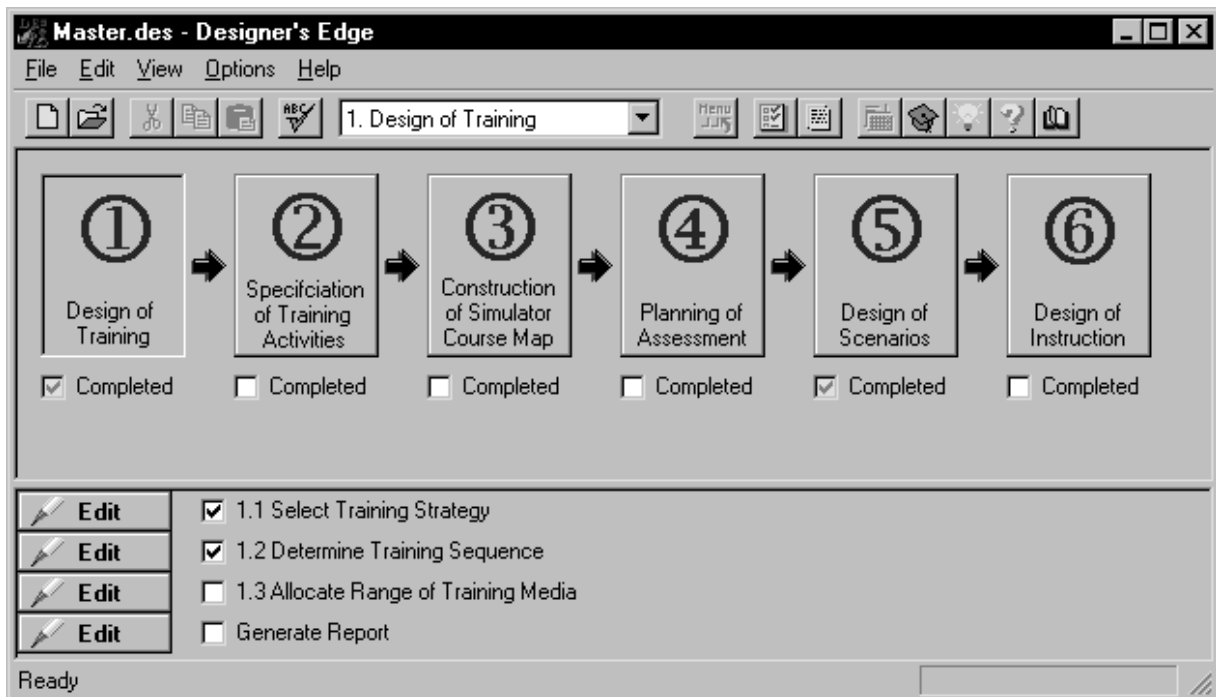 Master.des - Designer's Edge
File Edit View Options Help
ABC
1. Design of Training
Menu
1
Design of
Training
2
Specifciation
of Training
Activities
3
Construction
of Simulator
Course Map
4
Planning of
Assessment
5
Design of
Scenarios
6
Design of
Instruction
Completed
Completed
Completed
Completed
Completed
Completed
Edit 1.1 Select Training Strategy
Edit 1.2 Determine Training Sequence
Edit 1.3 Allocate Range of Training Media
Edit Generate Report
Ready